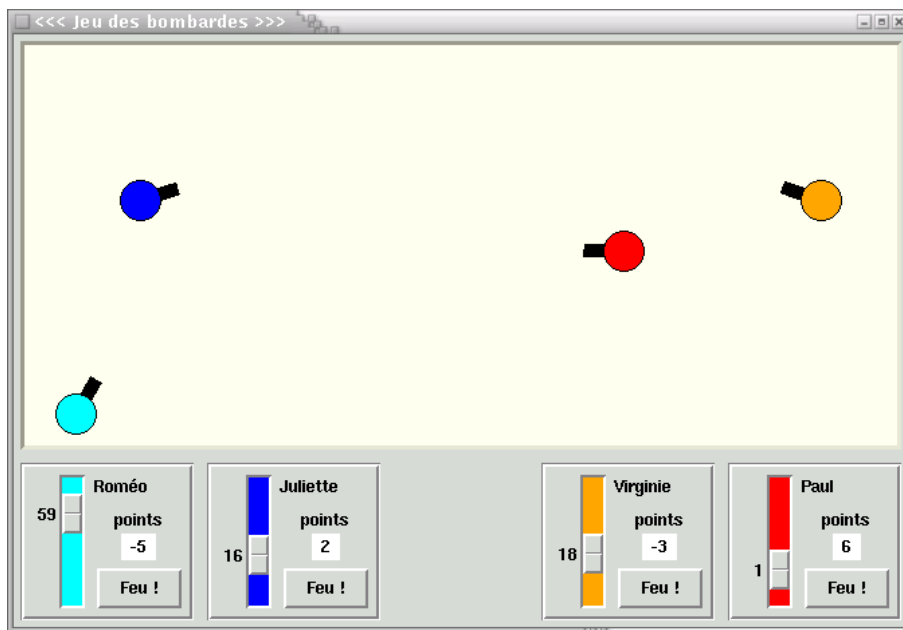 <<< Jeu des bombardes >>>
Roméo
59
points
-5
Feu !
Juliette
points
16
2
Feu !
Virginie
points
18
-3
Feu !
Paul
points
6
1
Feu !